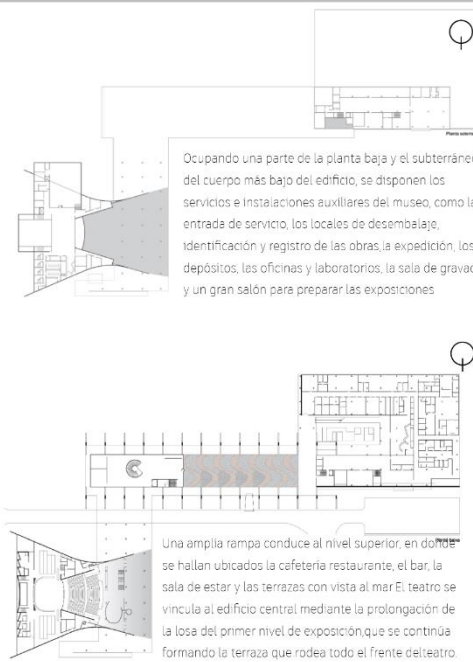 Planta
Ocupando una parte de la planta baja y el subterráne
del cuerpo más bajo del edificio, se disponen los
servicios e instalaciones auxiliares del museo, como la
entrada de servicio, los locales de desembalaje,
identificación y registro de las obras,la expedición, los
depósitos, las oficinas y laboratorios, la sala de gravac
y un gran salón para preparar las exposiciones
Una amplia rampa conduce al nivel superior, en donde
se hallan ubicados la cafetería restaurante, el bar, la
sala de estar y las terrazas con vista al mar.El teatro se
vincula al edificio central mediante la prolongación de
la losa del primer nivel de exposición,que se continúa
formando la terraza que rodea todo el frente delteatro.